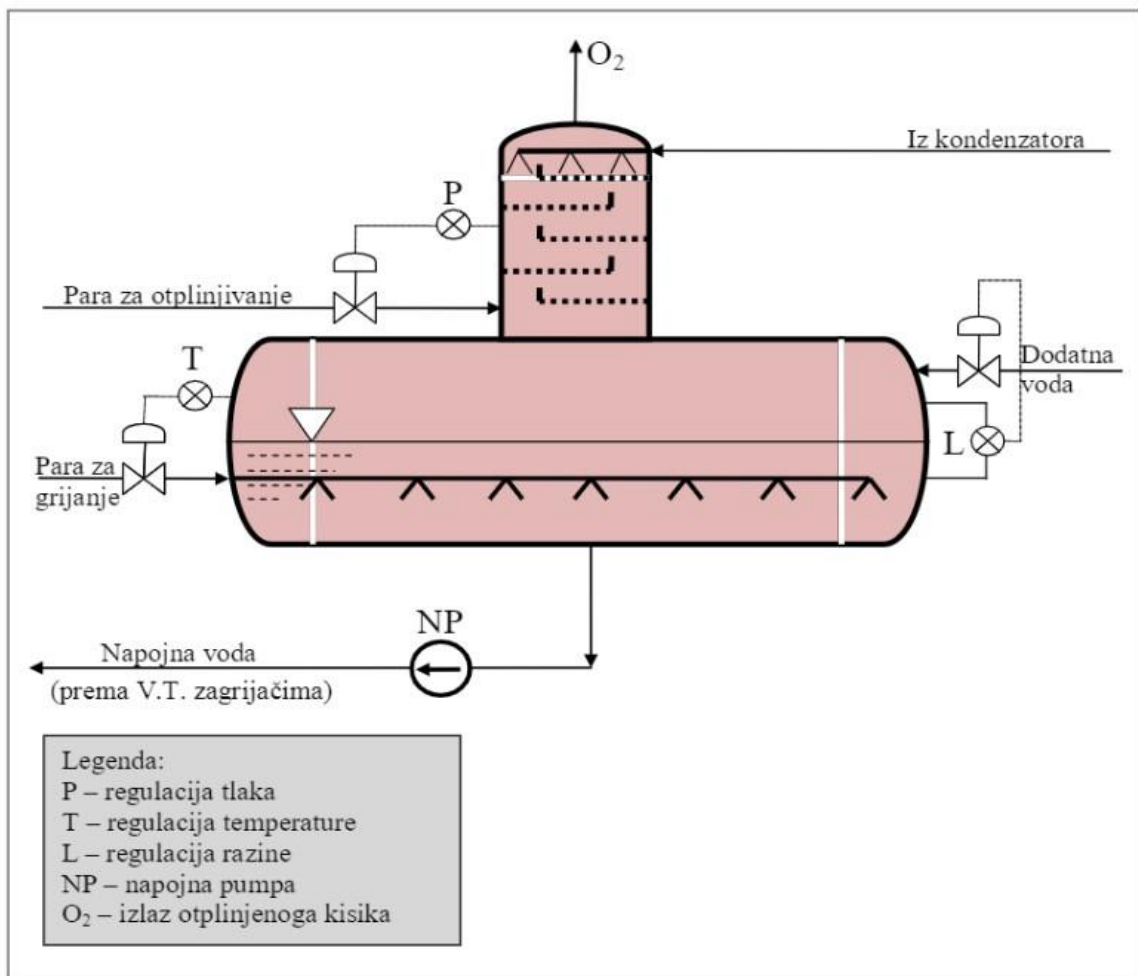 O₂
Iz kondenzatora
P
Para za otplinjivanje
T
Dodatna
voda
L
Para za
grijanje
NP
Napojna voda
(prema V.T. zagrijačima)
Legenda:
P – regulacija tlaka
T – regulacija temperature
L – regulacija razine
NP – napojna pumpa
O₂ – izlaz otplinjenoga kisika